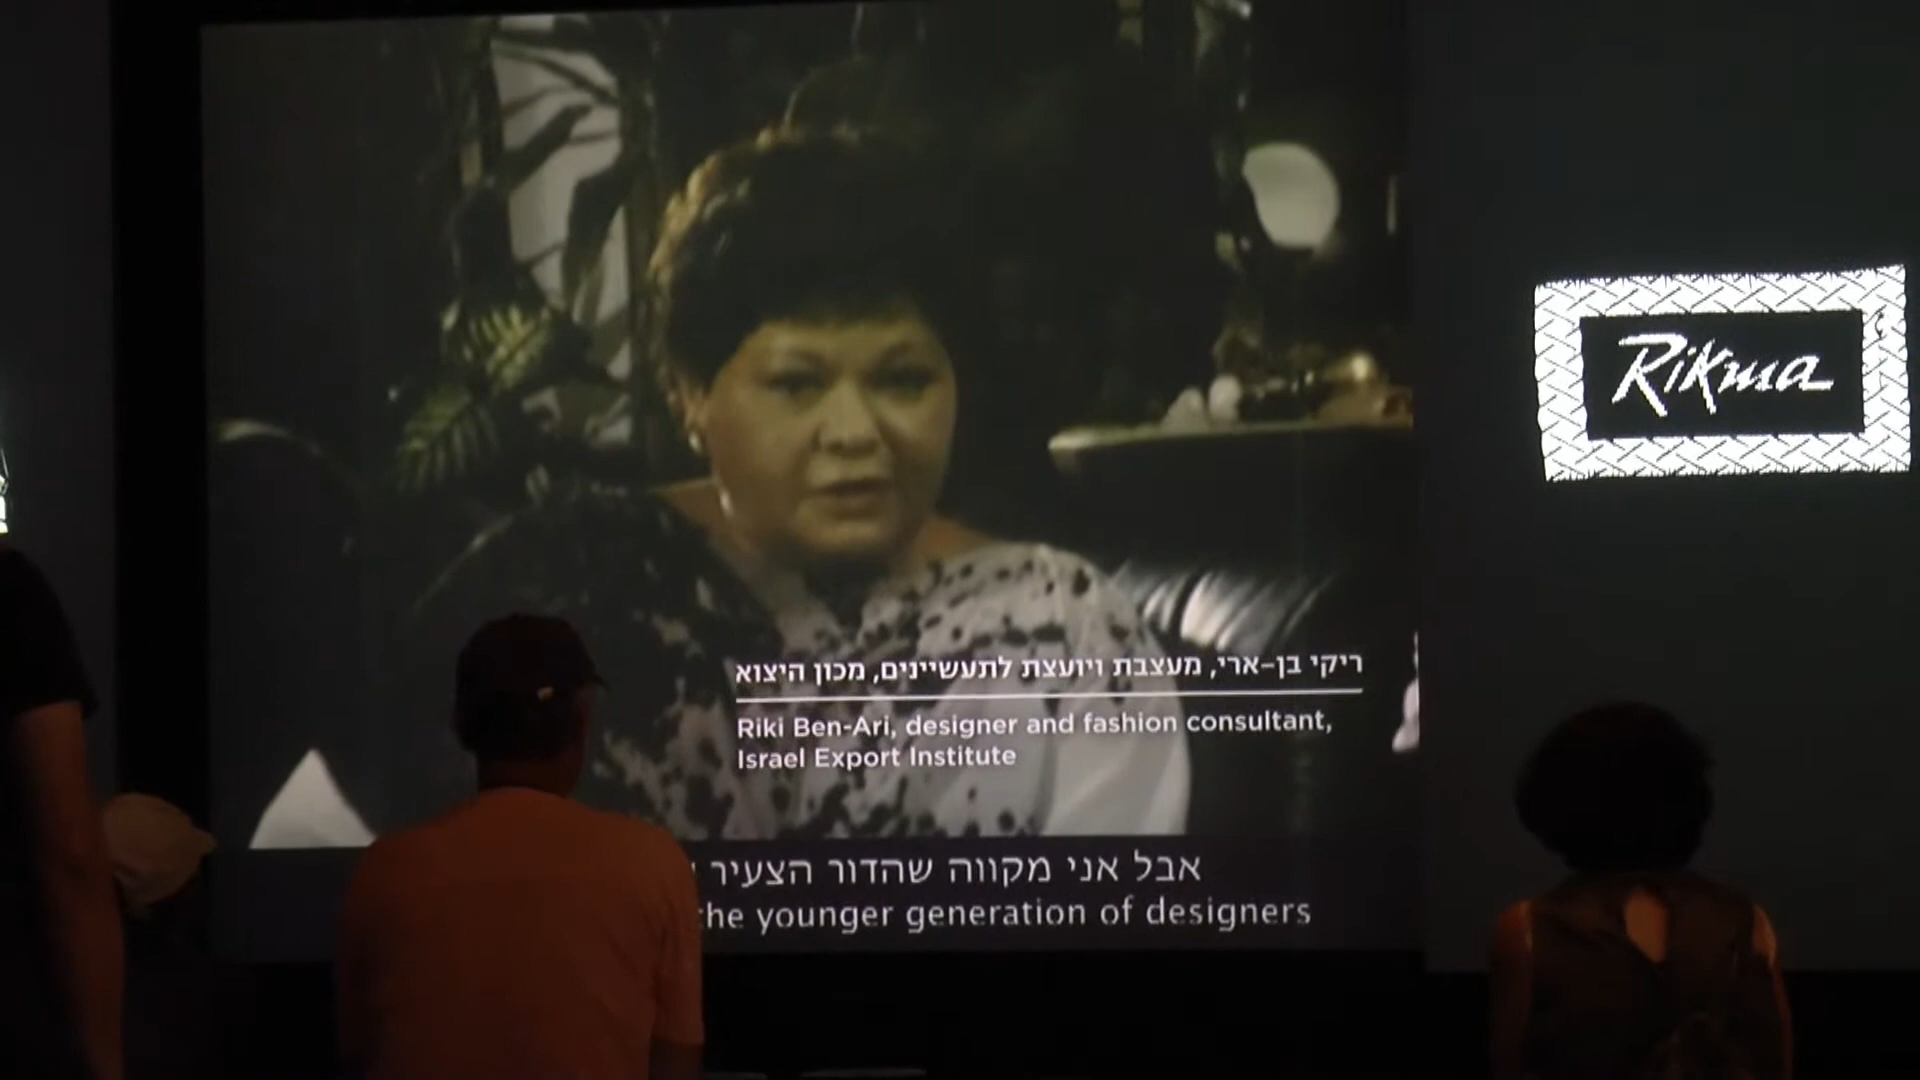 ריקי בן-ארי, מעצבת ויועצת לתעשיינים, מכון היצוא
Riki Ben-Ari, designer and fashion consultant,
Israel Export Institute
אבל אני מקווה שהדור הצעיר
the younger generation of designers
Rikma